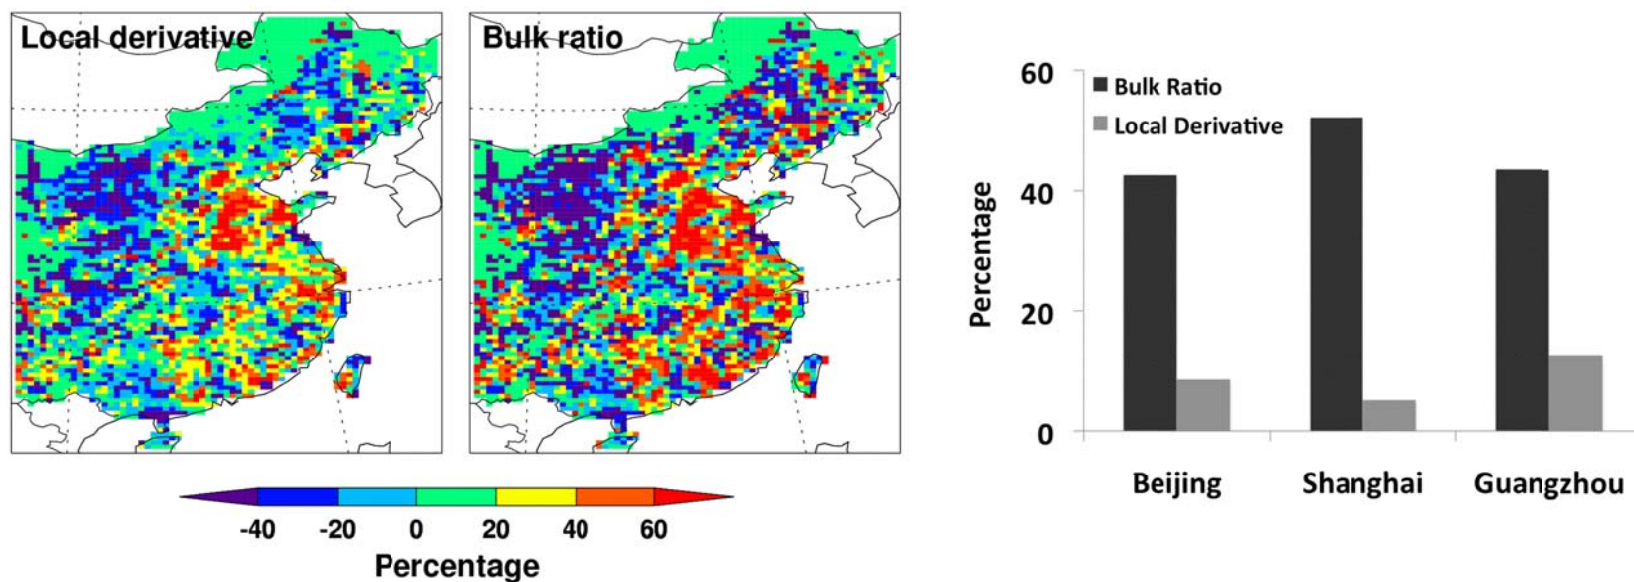 Local derivative
Bulk ratio
-40 -20 0 20 40 60
Percentage
60
40
20
0
Percentage
Bulk Ratio
Local Derivative
Beijing Shanghai Guangzhou